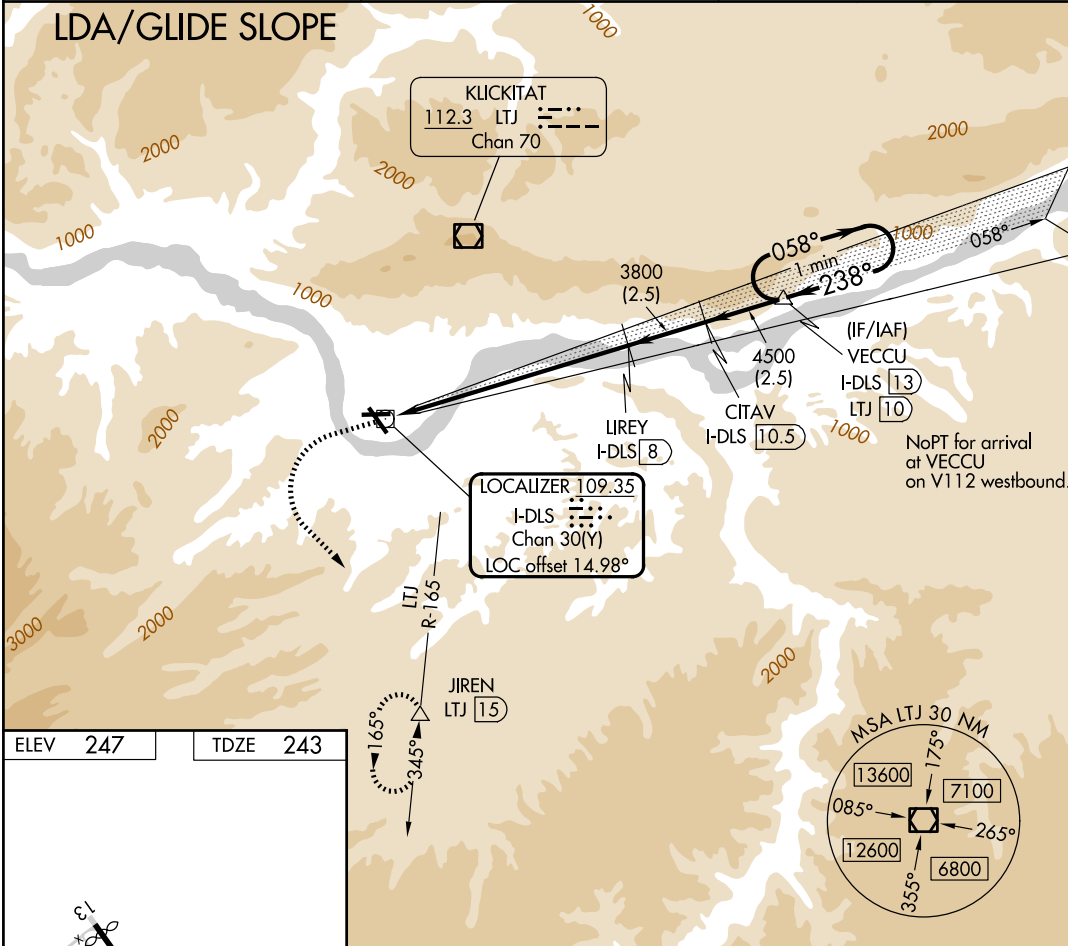 LDA/GLIDE SLOPE
1000
KLICKITAT
112.3 LTJ
Chan 70
2000
2000
2000
1000
1000
058°
1 min
238°
1000
058°
3800
(2.5)
4500
(2.5)
(IF/IAF)
VECCU
I-DLS 13
LTJ 10
CITAV
I-DLS 10.5
LIREY
I-DLS 8
1000
NoPT for arrival
at VECCU
on V112 westbound.
2000
LOCALIZER 109.35
I-DLS
Chan 30(Y)
LOC offset 14.98°
LTJ
R-165
3000
2000
2000
JIREN
LTJ 15
165°
345°
MSA LTJ 30 NM
175°
13600
7100
085°
265°
12600
6800
355°
ELEV 247
TDZE 243
13